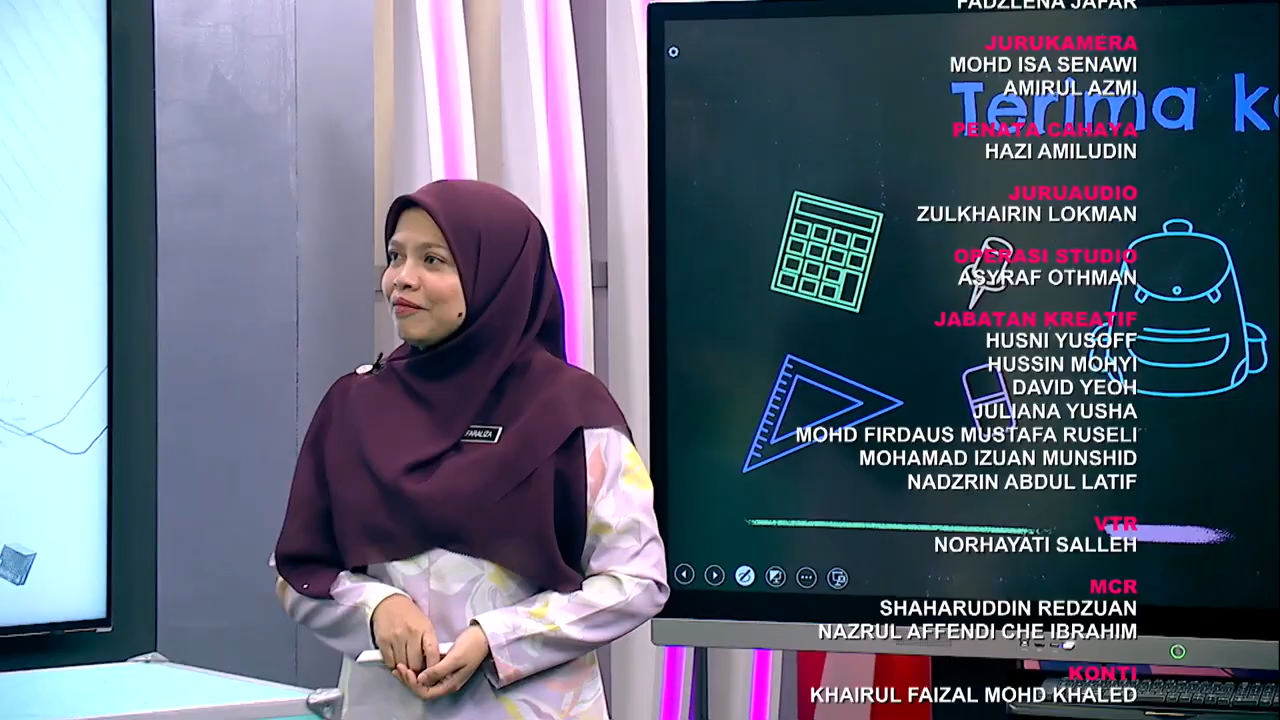 FADZLENA JAFAR
JURUKAMERA
MOHD ISA SENAWI
AMIRUL AZMI
Terima k
PENATA CAHAYA
HAZI AMILUDIN
JURUAUDIO
ZULKHAIRIN LOKMAN
OPERASI STUDIO
ASYRAF OTHMAN
JABATAN KREATIF
HUSNI YUSOFF
HUSSIN MOHYI
DAVID YEOH
JULIANA YUSHA
MOHD FIRDAUS MUSTAFA RUSELI
MOHAMAD IZUAN MUNSHID
NADZRIN ABDUL LATIF
FARALIZA
VTR
NORHAYATI SALLEH
MCR
SHAHARUDDIN REDZUAN
NAZRUL AFFENDI CHE IBRAHIM
KONTI
KHAIRUL FAIZAL MOHD KHALED